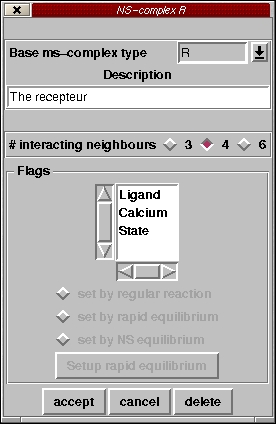 NS-complex R
Base ms-complex type R
Description
The recepteur
# interacting neighbours 3 4 6
Flags
Ligand
Calcium
State
set by regular reaction
set by rapid equilibrium
set by NS equilibrium
Setup rapid equilibrium
accept cancel delete